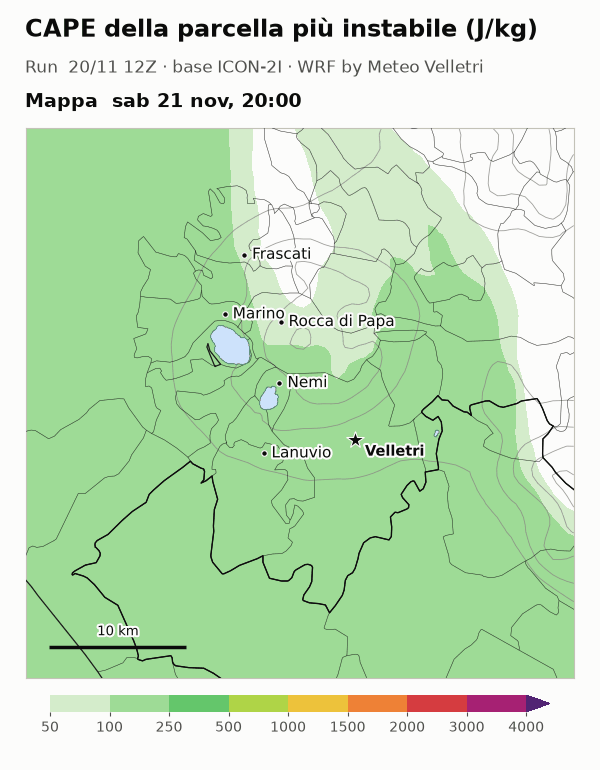 CAPE della parcella più instabile (J/kg)
Run  20/11 12Z · base ICON-2I · WRF by Meteo Velletri
Mappa  sab 21 nov, 20:00
Frascati
Marino
Rocca di Papa
Nemi
Velletri
Lanuvio
10 km
50 100 250 500 1000 1500 2000 3000 4000